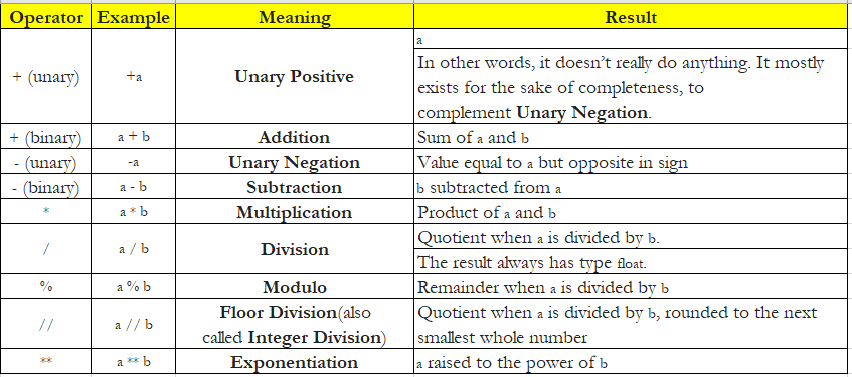 Operator Example Meaning Result
+ (unary) +a Unary Positive a
In other words, it doesn’t really do anything. It mostly
exists for the sake of completeness, to
complement Unary Negation.
+ (binary) a + b Addition Sum of a and b
- (unary) -a Unary Negation Value equal to a but opposite in sign
- (binary) a - b Subtraction b subtracted from a
* a * b Multiplication Product of a and b
/ a / b Division Quotient when a is divided by b.
The result always has type float.
% a % b Modulo Remainder when a is divided by b
// a // b Floor Division(also called Integer Division) Quotient when a is divided by b, rounded to the next
smallest whole number
** a ** b Exponentiation a raised to the power of b